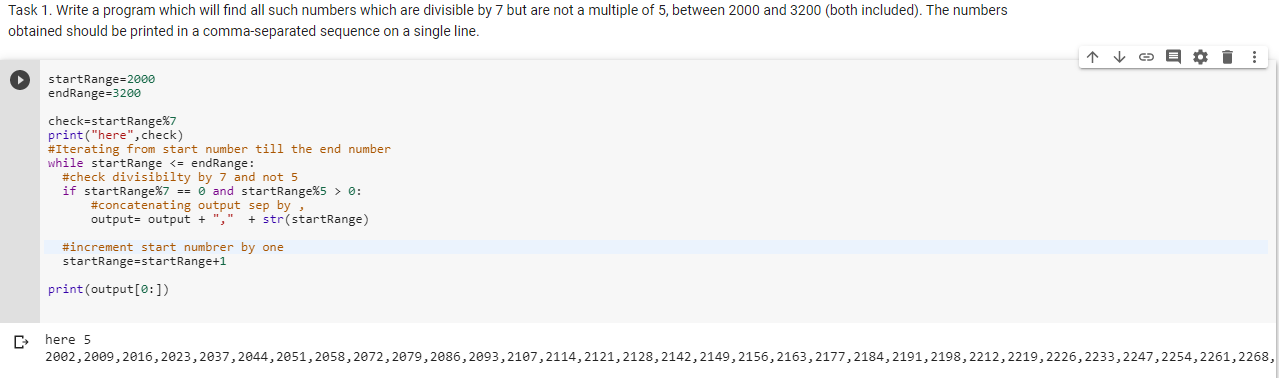 Task 1. Write a program which will find all such numbers which are divisible by 7 but are not a multiple of 5, between 2000 and 3200 (both included). The numbers
obtained should be printed in a comma-separated sequence on a single line.
startRange=2000
endRange=3200
check=startRange%7
print("here",check)
#Iterating from start number till the end number
while startRange <= endRange:
#check divisibilty by 7 and not 5
if startRange%7 == 0 and startRange%5 > 0:
#concatenating output sep by ,
output= output + "," + str(startRange)
#increment start numbrer by one
startRange=startRange+1
print(output[0:])
here 5
2002,2009,2016,2023,2037,2044,2051,2058,2072,2079,2086,2093,2107,2114,2121,2128,2142,2149,2156,2163,2177,2184,2191,2198,2212,2219,2226,2233,2247,2254,2261,2268,